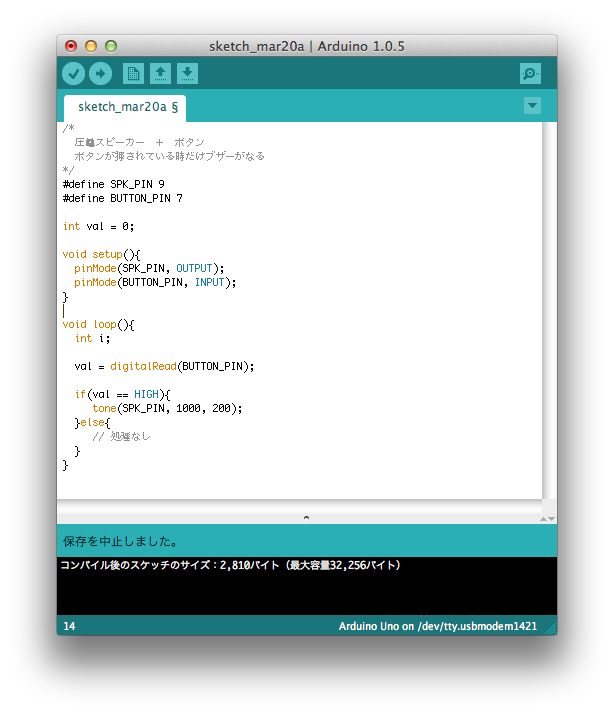 sketch_mar20a | Arduino 1.0.5
sketch_mar20a §
/*
圧電スピーカー ＋ ボタン
ボタンが押されている時だけブザーがなる
*/
#define SPK_PIN 9
#define BUTTON_PIN 7
int val = 0;
void setup(){
pinMode(SPK_PIN, OUTPUT);
pinMode(BUTTON_PIN, INPUT);
}
void loop(){
int i;
val = digitalRead(BUTTON_PIN);
if(val == HIGH){
tone(SPK_PIN, 1000, 200);
}else{
// 処理なし
}
}
保存を中止しました。
コンパイル後のスケッチのサイズ：2,810バイト（最大容量32,256バイト）
14
Arduino Uno on /dev/tty.usbmodem1421